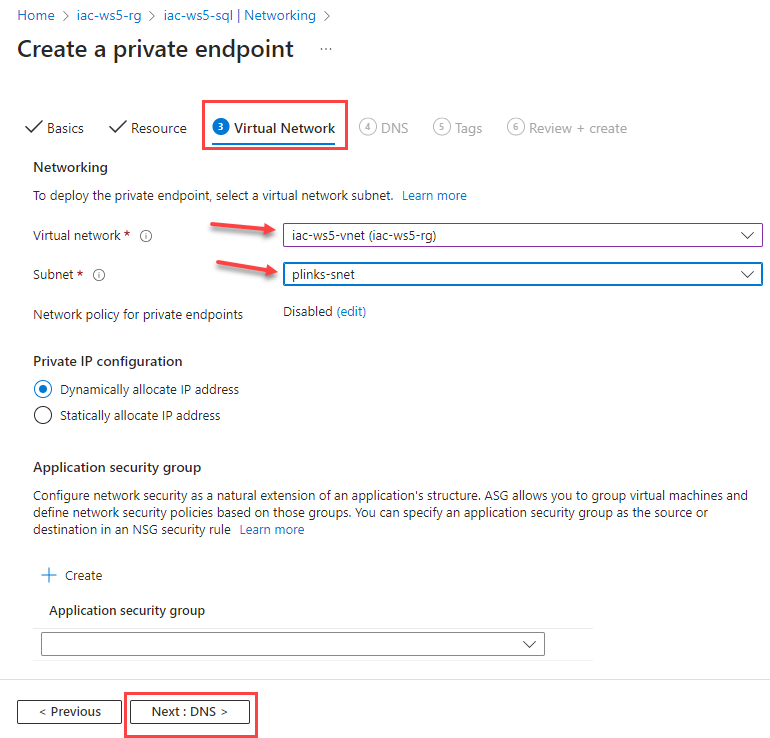 Home > iac-ws5-rg > iac-ws5-sql | Networking >
Create a private endpoint ...
Basics Resource 3 Virtual Network 4 DNS 5 Tags 6 Review + create
Networking
To deploy the private endpoint, select a virtual network subnet. Learn more
Virtual network * iac-ws5-vnet (iac-ws5-rg)
Subnet * plinks-snet
Network policy for private endpoints Disabled (edit)
Private IP configuration
Dynamically allocate IP address
Statically allocate IP address
Application security group
Configure network security as a natural extension of an application's structure. ASG allows you to group virtual machines and
define network security policies based on those groups. You can specify an application security group as the source or
destination in an NSG security rule Learn more
+ Create
Application security group
< Previous Next : DNS >